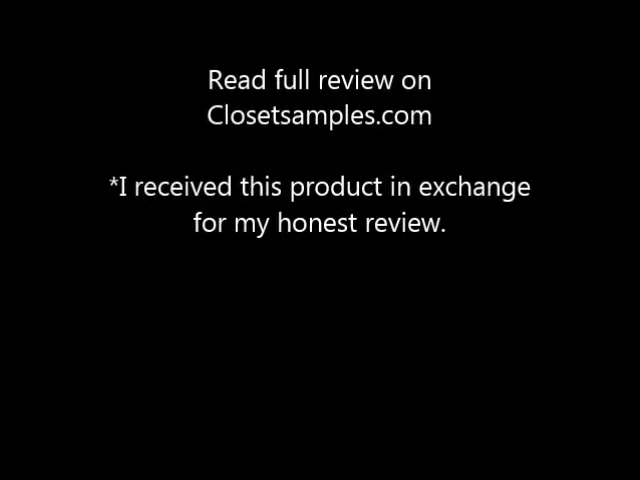 Read full review on
Closetsamples.com
*I received this product in exchange
for my honest review.